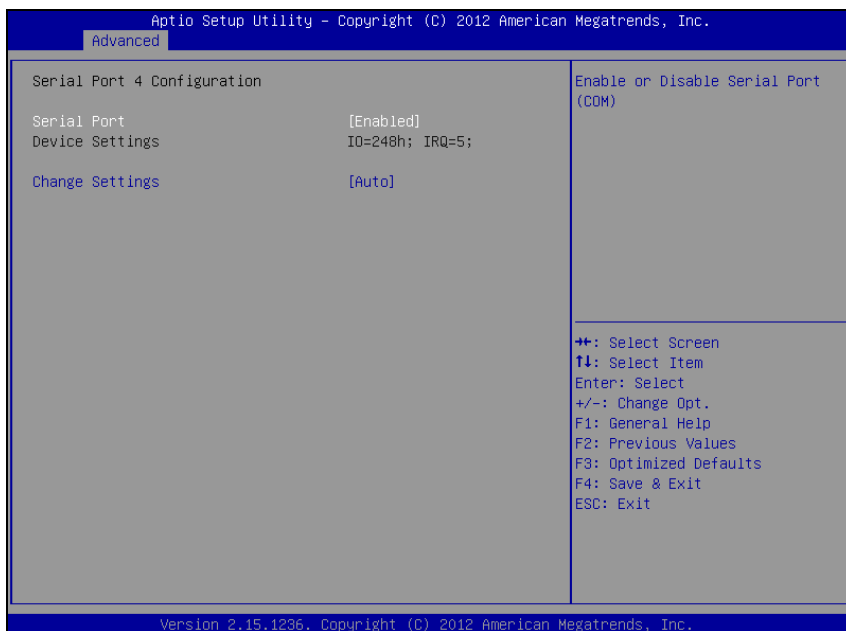 Aptio Setup Utility – Copyright (C) 2012 American Megatrends, Inc.
Advanced
Serial Port 4 Configuration
Serial Port [Enabled]
Device Settings IO=248h; IRQ=5;
Change Settings [Auto]
Enable or Disable Serial Port
(COM)
→←: Select Screen
↑↓: Select Item
Enter: Select
+/-: Change Opt.
F1: General Help
F2: Previous Values
F3: Optimized Defaults
F4: Save & Exit
ESC: Exit
Version 2.15.1236. Copyright (C) 2012 American Megatrends, Inc.